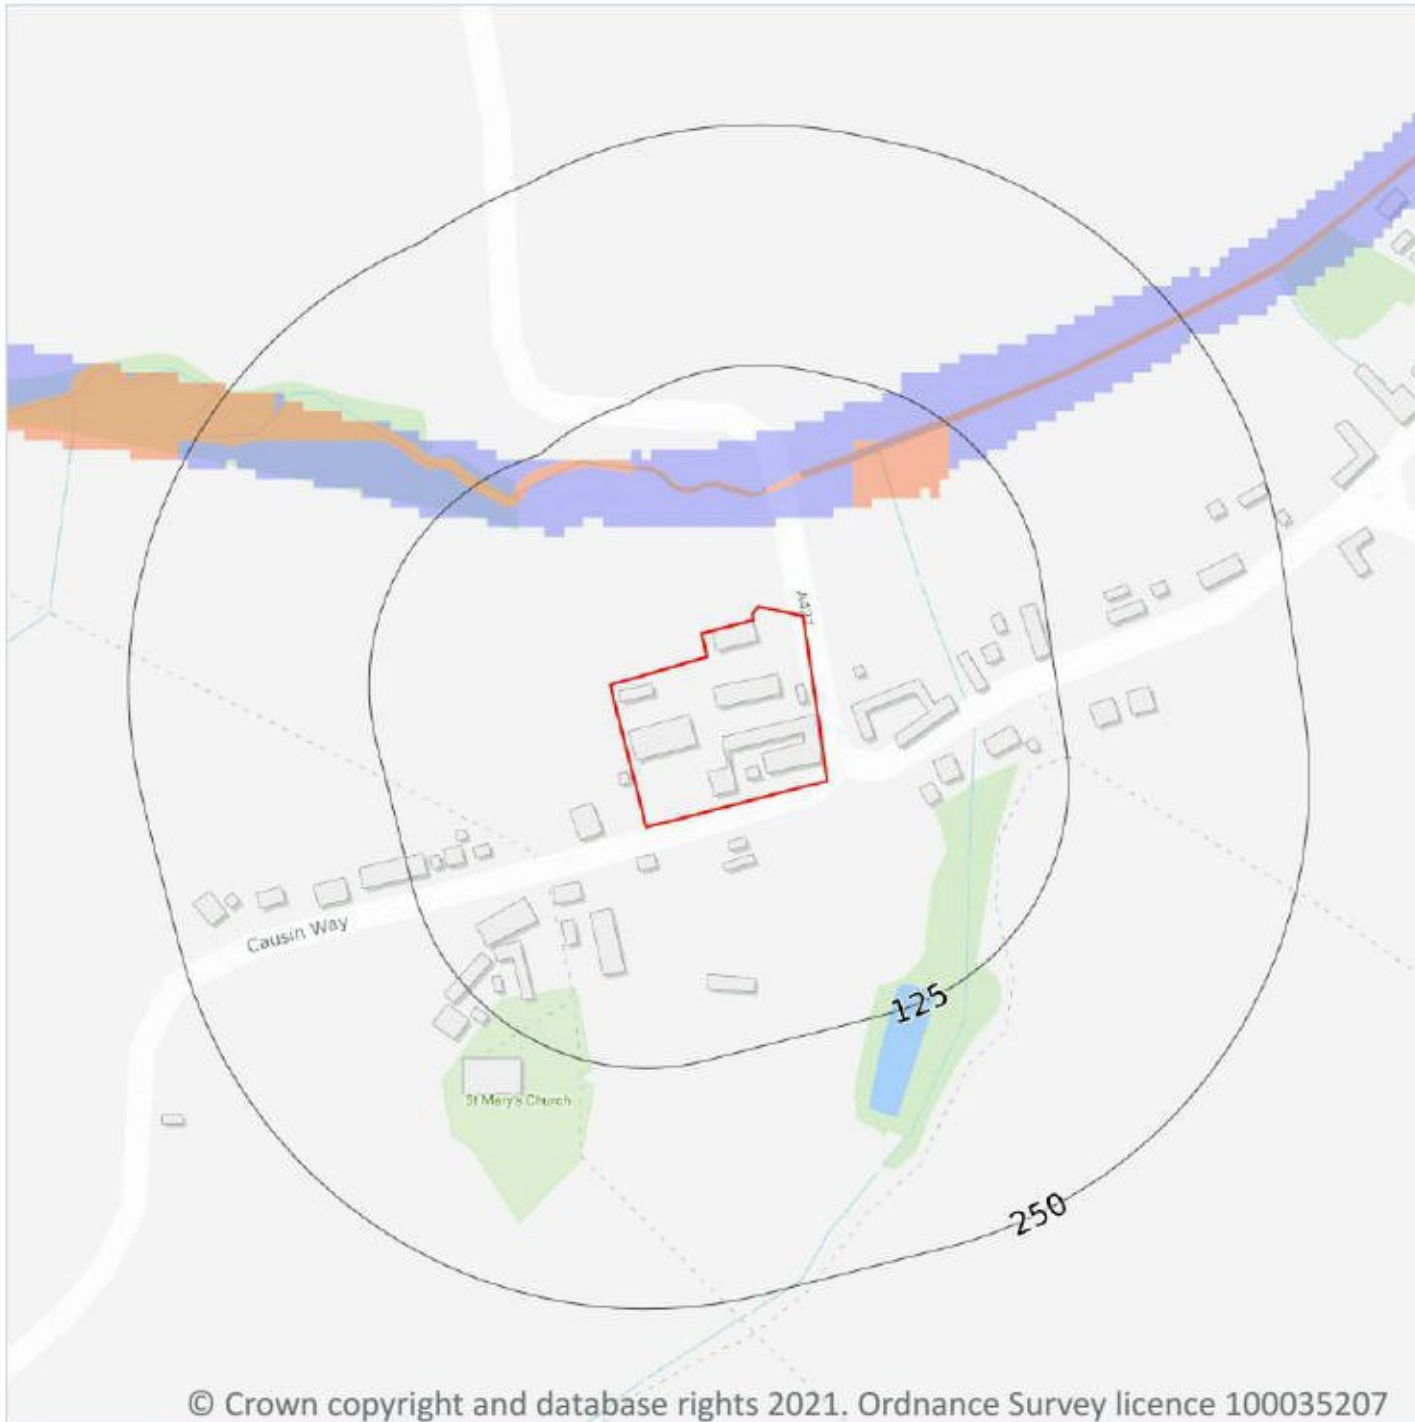 Causin Way
125
St Mary's Church
250
© Crown copyright and database rights 2021. Ordnance Survey licence 100035207